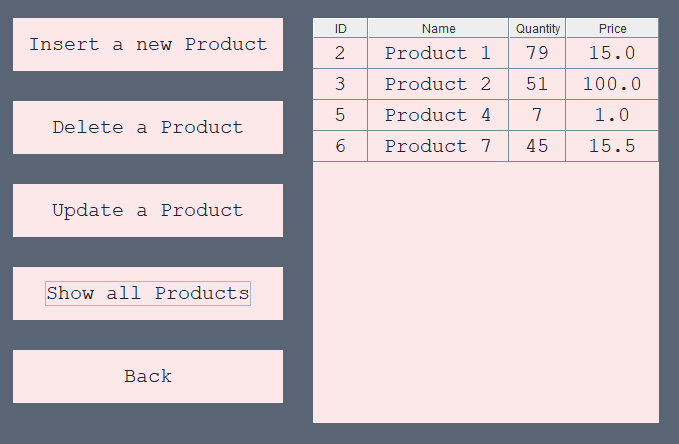 Insert a new Product
Delete a Product
Update a Product
Show all Products
Back
ID Name Quantity Price
2 Product 1 79 15.0
3 Product 2 51 100.0
5 Product 4 7 1.0
6 Product 7 45 15.5